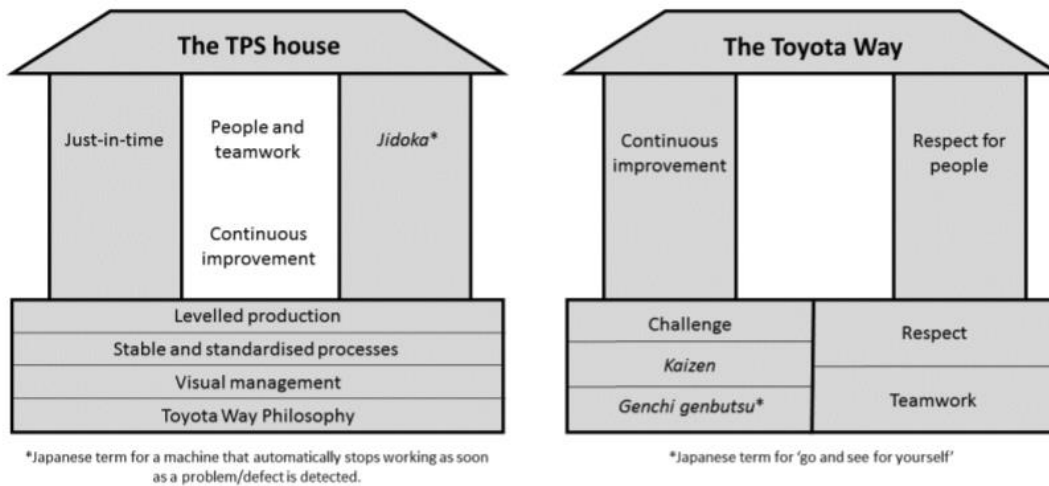 The TPS house
Just-in-time
People and
teamwork
Jidoka*
Continuous
improvement
Levelled production
Stable and standardised processes
Visual management
Toyota Way Philosophy
*Japanese term for a machine that automatically stops working as soon
as a problem/defect is detected.
The Toyota Way
Continuous
improvement
Respect for
people
Challenge
Kaizen
Genchi genbutsu*
Respect
Teamwork
*Japanese term for 'go and see for yourself'